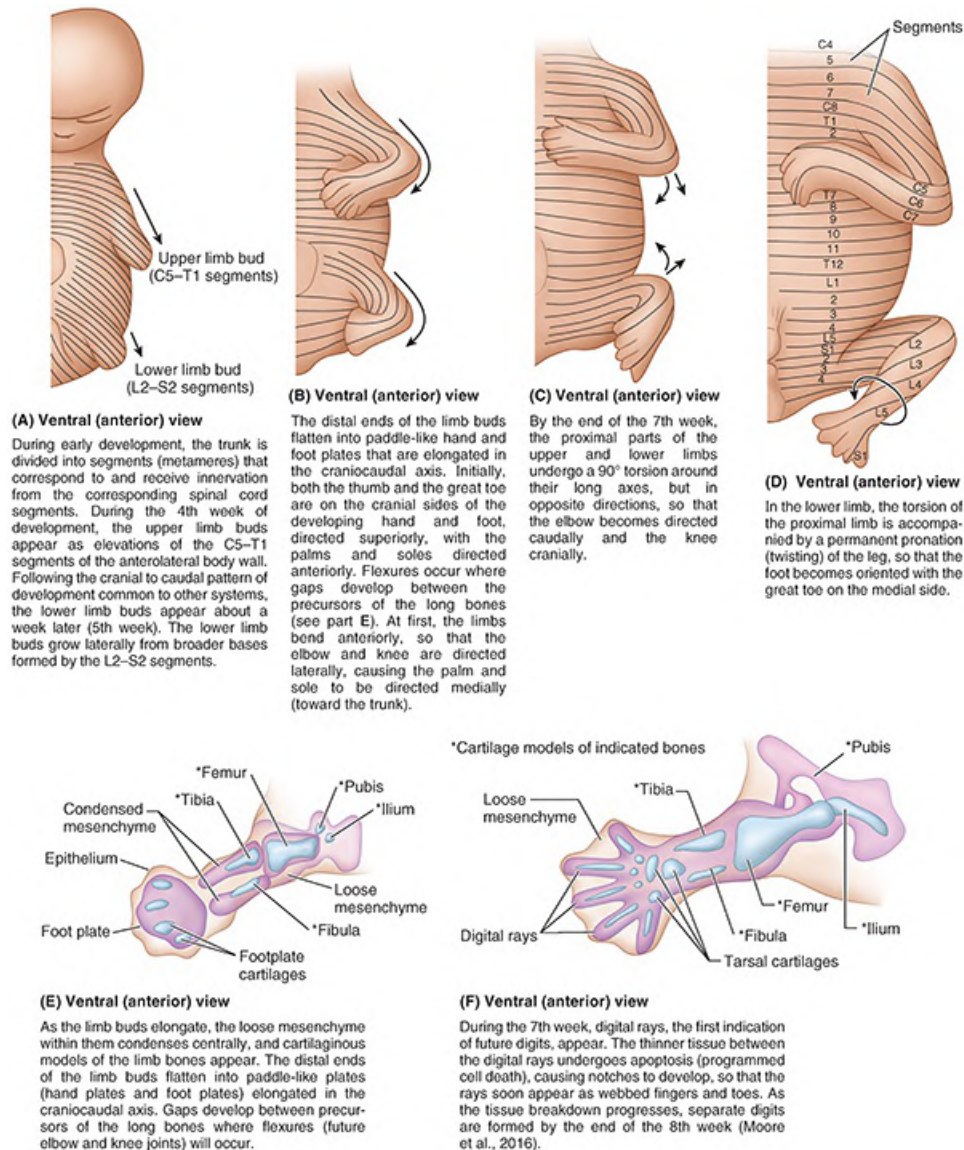 Upper limb bud
(C5–T1 segments)
Lower limb bud
(L2–S2 segments)
(A) Ventral (anterior) view
During early development, the trunk is
divided into segments (metameres) that
correspond to and receive innervation
from the corresponding spinal cord
segments. During the 4th week of
development, the upper limb buds
appear as elevations of the C5–T1
segments of the anterolateral body wall.
Following the cranial to caudal pattern of
development common to other systems,
the lower limb buds appear about a
week later (5th week). The lower limb
buds grow laterally from broader bases
formed by the L2–S2 segments.
(B) Ventral (anterior) view
The distal ends of the limb buds
flatten into paddle-like hand and
foot plates that are elongated in
the craniocaudal axis. Initially,
both the thumb and the great toe
are on the cranial sides of the
developing hand and foot,
directed superiorly, with the
palms and soles directed
anteriorly. Flexures occur where
gaps develop between the
precursors of the long bones
(see part E). At first, the limbs
bend anteriorly, so that the
elbow and knee are directed
laterally, causing the palm and
sole to be directed medially
(toward the trunk).
(C) Ventral (anterior) view
By the end of the 7th week,
the proximal parts of the
upper and lower limbs
undergo a 90° torsion around
their long axes, but in
opposite directions, so that
the elbow becomes directed
caudally and the knee
cranially.
Segments
C4
5
6
7
C8
T1
2
C5
C6
C7
T7
8
9
10
11
T12
L1
2
3
4
L5
S1
2
3
4
L2
L3
L4
L5
S1
(D) Ventral (anterior) view
In the lower limb, the torsion of
the proximal limb is accompa-
nied by a permanent pronation
(twisting) of the leg, so that the
foot becomes oriented with the
great toe on the medial side.
*Femur
*Tibia
*Pubis
*Ilium
Condensed
mesenchyme
Epithelium
Loose
mesenchyme
Foot plate
*Fibula
Footplate
cartilages
(E) Ventral (anterior) view
As the limb buds elongate, the loose mesenchyme
within them condenses centrally, and cartilaginous
models of the limb bones appear. The distal ends
of the limb buds flatten into paddle-like plates
(hand plates and foot plates) elongated in the
craniocaudal axis. Gaps develop between precur-
sors of the long bones where flexures (future
elbow and knee joints) will occur.
*Cartilage models of indicated bones
*Pubis
*Tibia
Loose
mesenchyme
*Femur
*Ilium
Digital rays
*Fibula
Tarsal cartilages
(F) Ventral (anterior) view
During the 7th week, digital rays, the first indication
of future digits, appear. The thinner tissue between
the digital rays undergoes apoptosis (programmed
cell death), causing notches to develop, so that the
rays soon appear as webbed fingers and toes. As
the tissue breakdown progresses, separate digits
are formed by the end of the 8th week (Moore
et al., 2016).